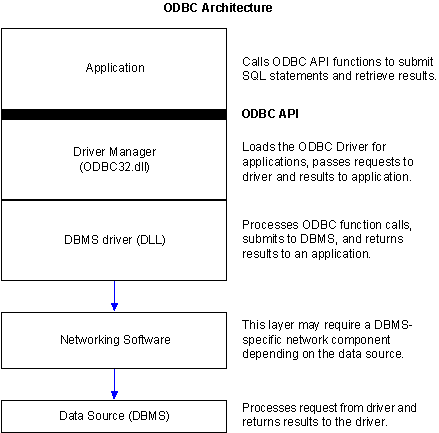 ODBC Architecture
Application
Calls ODBC API functions to submit
SQL statements and retrieve results.
ODBC API
Driver Manager
(ODBC32.dll)
Loads the ODBC Driver for
applications, passes requests to
driver and results to application.
DBMS driver (DLL)
Processes ODBC function calls,
submits to DBMS, and returns
results to an application.
Networking Software
This layer may require a DBMS-
specific network component
depending on the data source.
Data Source (DBMS)
Processes request from driver and
returns results to the driver.